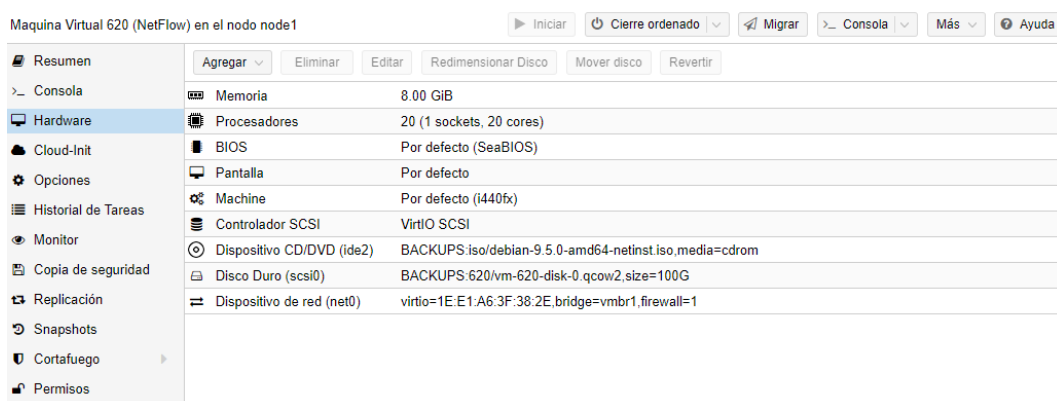 Maquina Virtual 620 (NetFlow) en el nodo node1
Iniciar
Cierre ordenado
Migrar
Consola
Más
Ayuda
Resumen
Consola
Hardware
Cloud-Init
Opciones
Historial de Tareas
Monitor
Copia de seguridad
Replicación
Snapshots
Cortafuego
Permisos
Agregar
Eliminar
Editar
Redimensionar Disco
Mover disco
Revertir
Memoria 8.00 GiB
Procesadores 20 (1 sockets, 20 cores)
BIOS Por defecto (SeaBIOS)
Pantalla Por defecto
Machine Por defecto (i440fx)
Controlador SCSI VirtIO SCSI
Dispositivo CD/DVD (ide2) BACKUPS:iso/debian-9.5.0-amd64-netinst.iso,media=cdrom
Disco Duro (scsi0) BACKUPS:620/vm-620-disk-0.qcow2,size=100G
Dispositivo de red (net0) virtio=1E:E1:A6:3F:38:2E,bridge=vmbr1,firewall=1